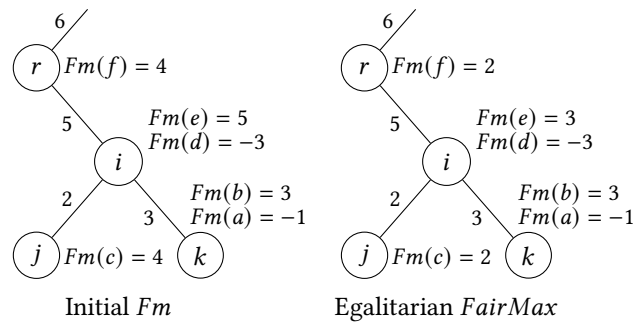 6
r Fm(f) = 4
5
Fm(e) = 5
Fm(d) = −3
i
2
3
Fm(b) = 3
Fm(a) = −1
j Fm(c) = 4
k
Initial Fm
6
r Fm(f) = 2
5
Fm(e) = 3
Fm(d) = −3
i
2
3
Fm(b) = 3
Fm(a) = −1
j Fm(c) = 2
k
Egalitarian FairMax